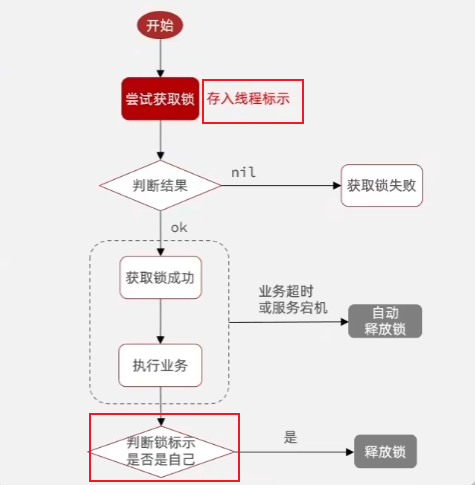 开始
尝试获取锁
存入线程标示
判断结果
nil
获取锁失败
ok
获取锁成功
业务超时
或服务宕机
自动
释放锁
执行业务
判断锁标示
是否是自己
是
释放锁